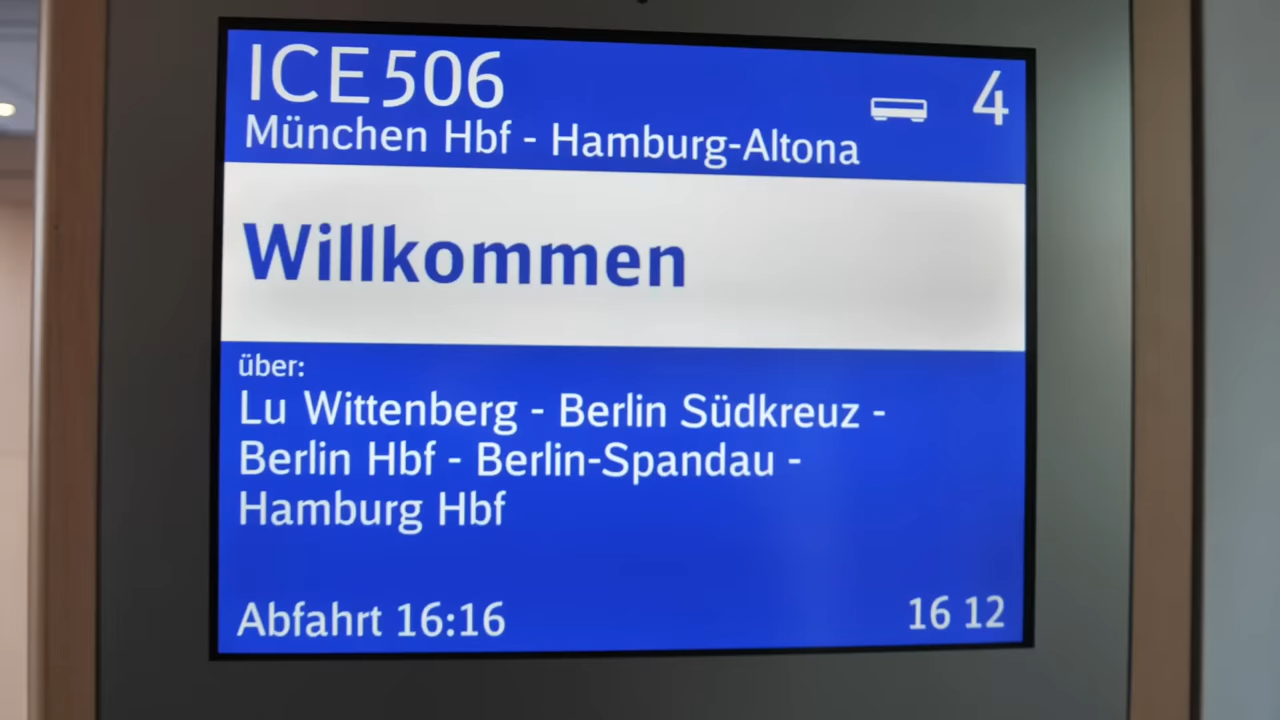 ICE 506
4
München Hbf - Hamburg-Altona
Willkommen
über:
Lu Wittenberg - Berlin Südkreuz -
Berlin Hbf - Berlin-Spandau -
Hamburg Hbf
Abfahrt 16:16
16 12